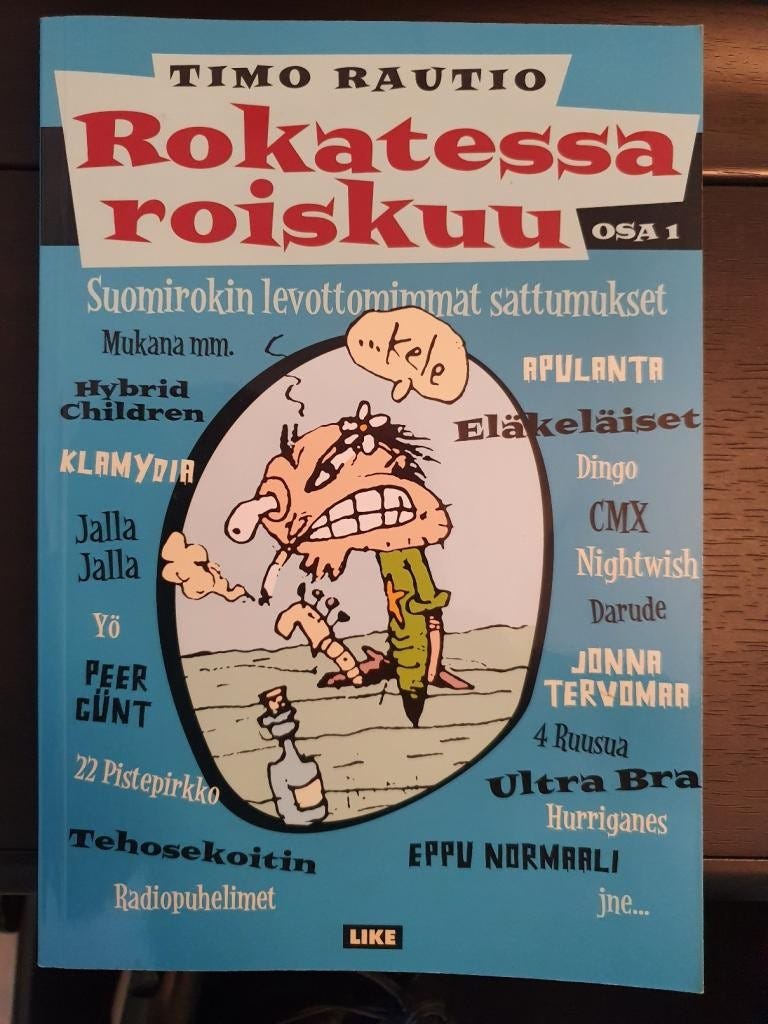 TIMO RAUTIO
Rokatessa
roiskuu
OSA 1
Suomirokin levottomimmat sattumukset
Mukana mm.
...kele
Hybrid
Children
KLAMYDIA
Jalla
Jalla
Yö
PEER
GÜNT
22 Pistepirkko
Tehosekoitin
Radiopuhelimet
APULANTA
Eläkeläiset
Dingo
CMX
Nightwish
Darude
JONNA
TERVOMAA
4 Ruusua
Ultra Bra
Hurriganes
EPPU NORMAALI
jne...
LIKE